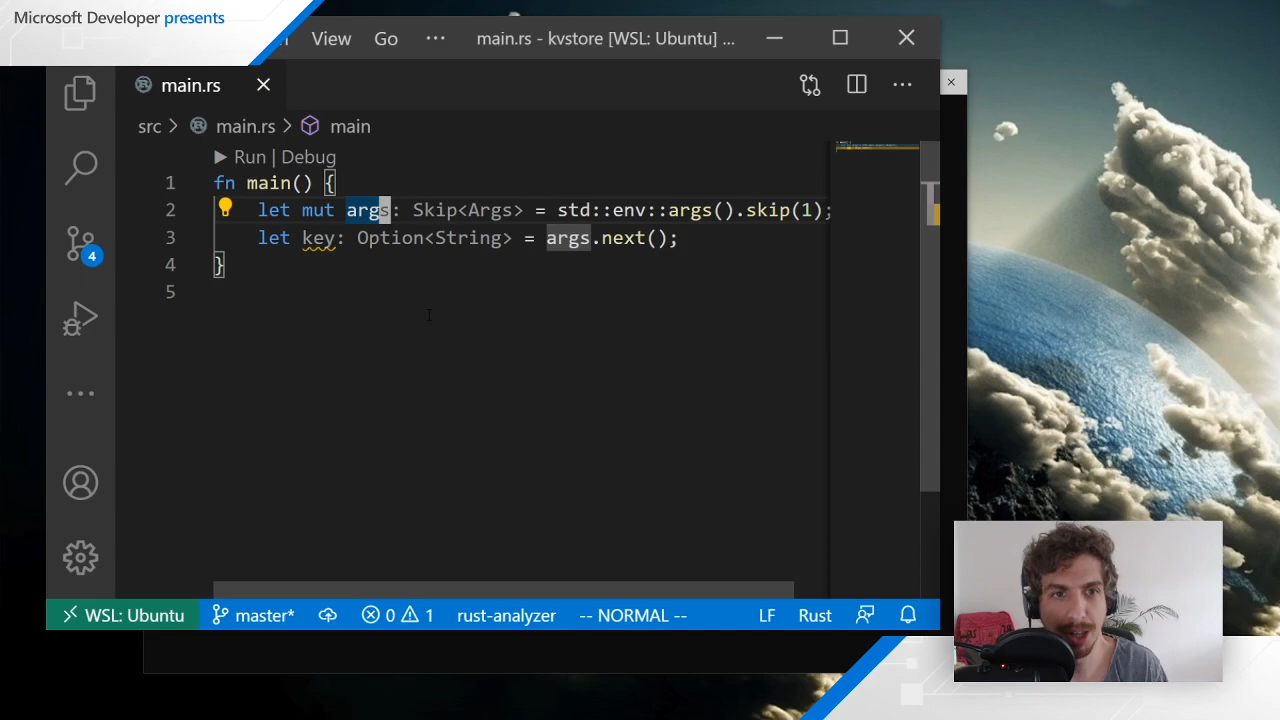 Microsoft Developer presents
View Go ··· main.rs - kvstore [WSL: Ubuntu] ...
main.rs
src > main.rs > main
Run | Debug
1 fn main() {
2 let mut args: Skip<Args> = std::env::args().skip(1);
3 let key: Option<String> = args.next();
4 }
5
4
WSL: Ubuntu master* 0 1 rust-analyzer -- NORMAL -- LF Rust